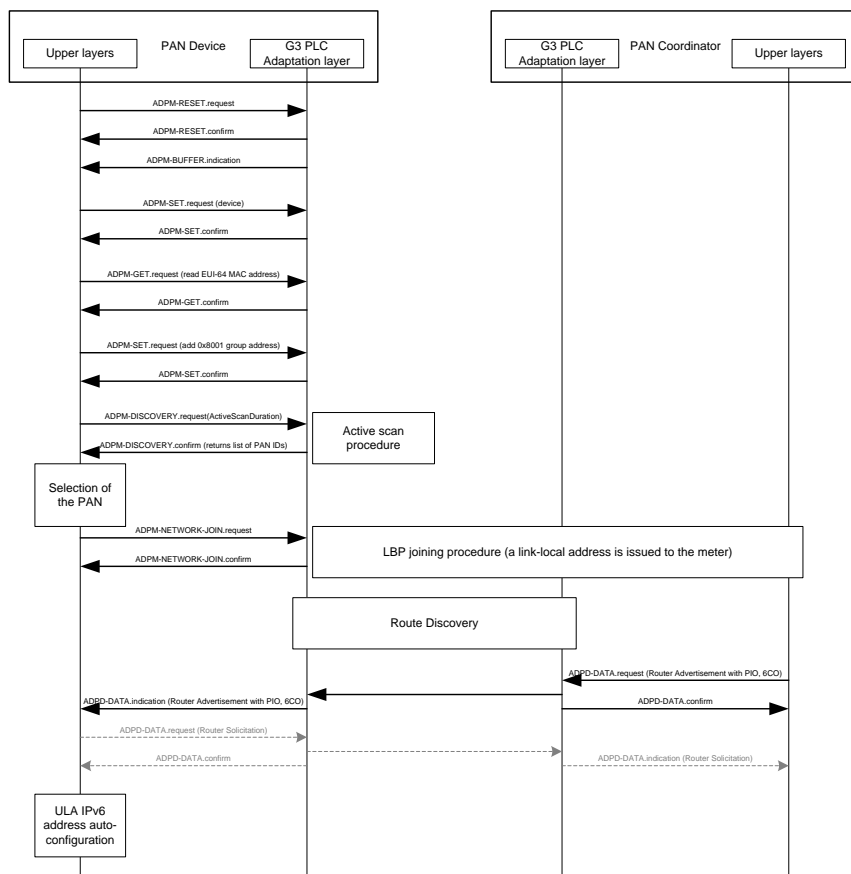 PAN Device
PAN Coordinator
Upper layers
G3 PLC
Adaptation layer
G3 PLC
Adaptation layer
Upper layers
ADPM-RESET.request
ADPM-RESET.confirm
ADPM-BUFFER.indication
ADPM-SET.request (device)
ADPM-SET.confirm
ADPM-GET.request (read EUI-64 MAC address)
ADPM-GET.confirm
ADPM-SET.request (add 0x8001 group address)
ADPM-SET.confirm
ADPM-DISCOVERY.request(ActiveScanDuration)
Active scan
procedure
ADPM-DISCOVERY.confirm (returns list of PAN IDs)
Selection of
the PAN
ADPM-NETWORK-JOIN.request
LBP joining procedure (a link-local address is issued to the meter)
ADPM-NETWORK-JOIN.confirm
Route Discovery
ADPD-DATA.request (Router Advertisement with PIO, 6CO)
ADPD-DATA.indication (Router Advertisement with PIO, 6CO)
ADPD-DATA.confirm
ADPD-DATA.request (Router Solicitation)
ADPD-DATA.confirm
ADPD-DATA.indication (Router Solicitation)
ULA IPv6
address auto-
configuration